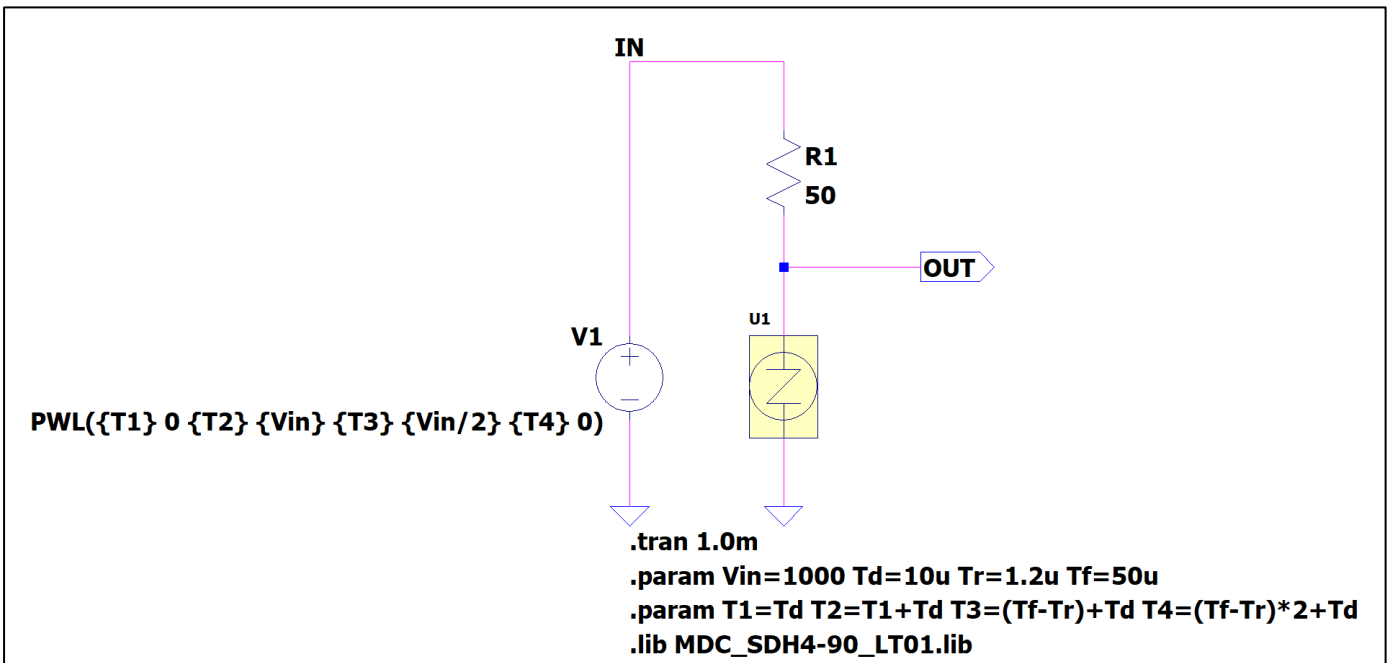 IN
R1
50
OUT
U1
V1
PWL({T1} 0 {T2} {Vin} {T3} {Vin/2} {T4} 0)
.tran 1.0m
.param Vin=1000 Td=10u Tr=1.2u Tf=50u
.param T1=Td T2=T1+Td T3=(Tf-Tr)+Td T4=(Tf-Tr)*2+Td
.lib MDC_SDH4-90_LT01.lib